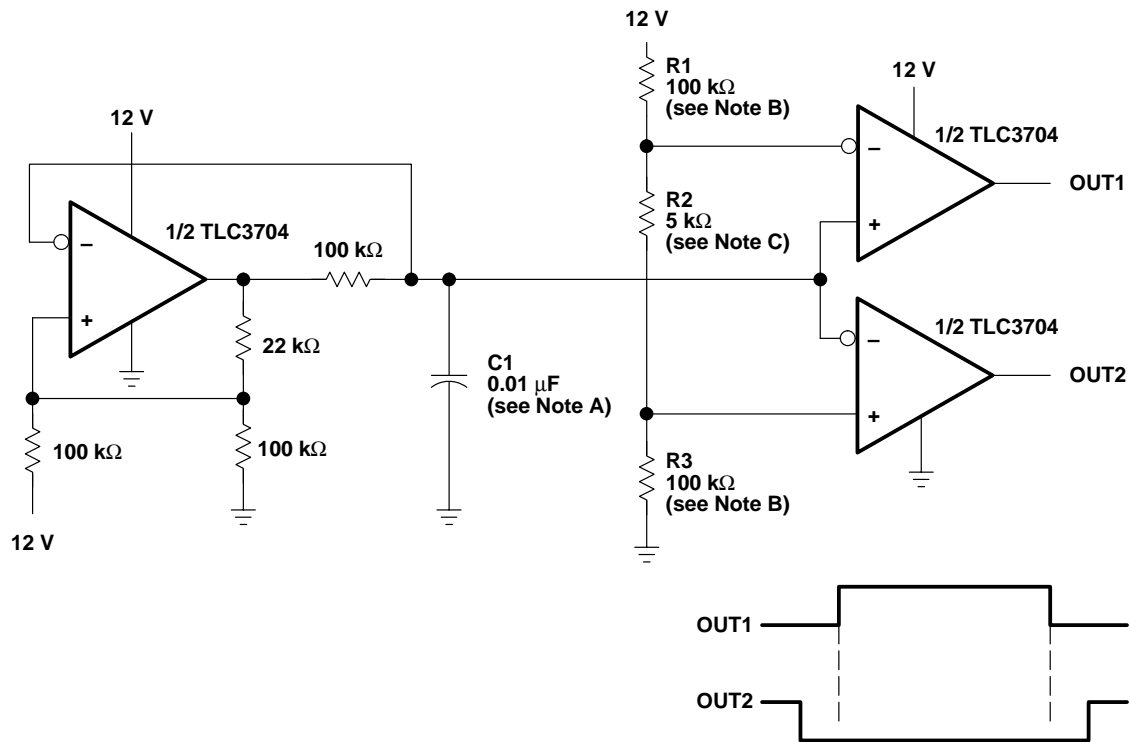 12 V
R1
100 kΩ
(see Note B)
12 V
1/2 TLC3704
−
+
OUT1
12 V
1/2 TLC3704
−
+
100 kΩ
R2
5 kΩ
(see Note C)
22 kΩ
C1
0.01 μF
(see Note A)
1/2 TLC3704
−
+
OUT2
100 kΩ
100 kΩ
12 V
R3
100 kΩ
(see Note B)
OUT1
OUT2